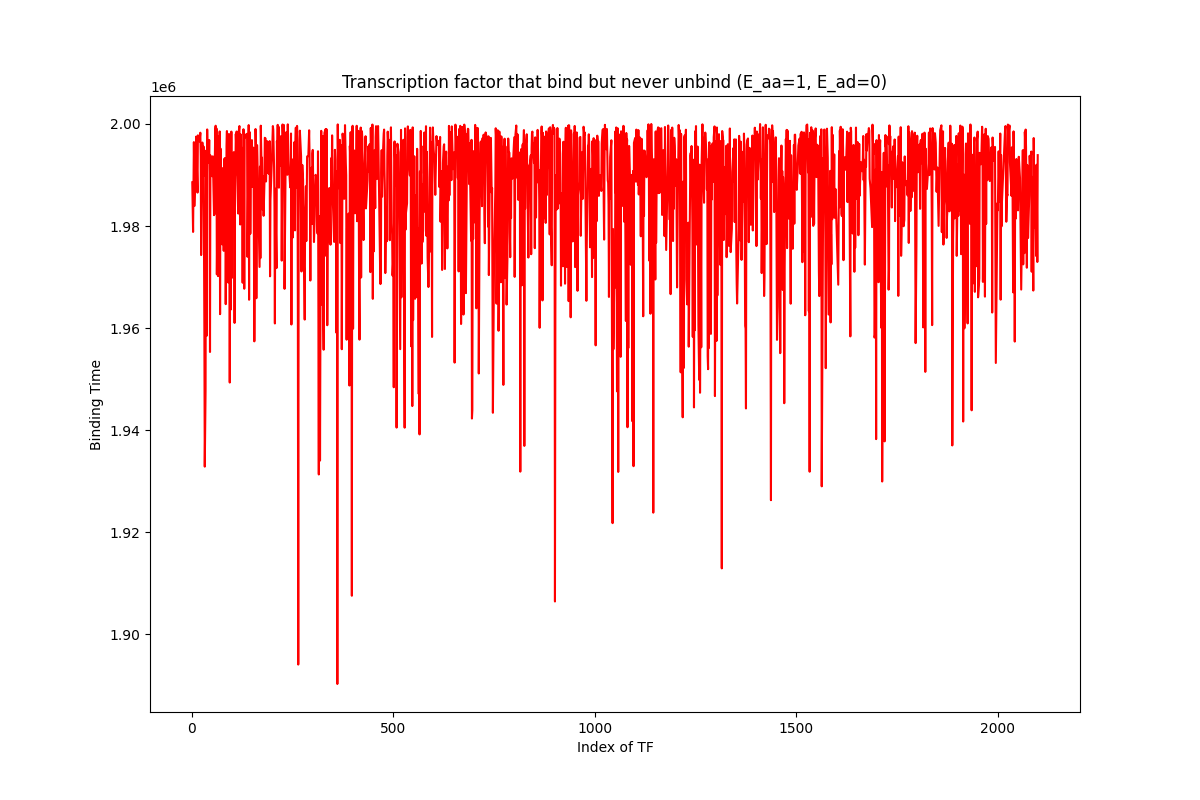 Transcription factor that bind but never unbind (E_aa=1, E_ad=0)
1e6
2.00
1.98
1.96
1.94
1.92
1.90
Binding Time
0 500 1000 1500 2000
Index of TF